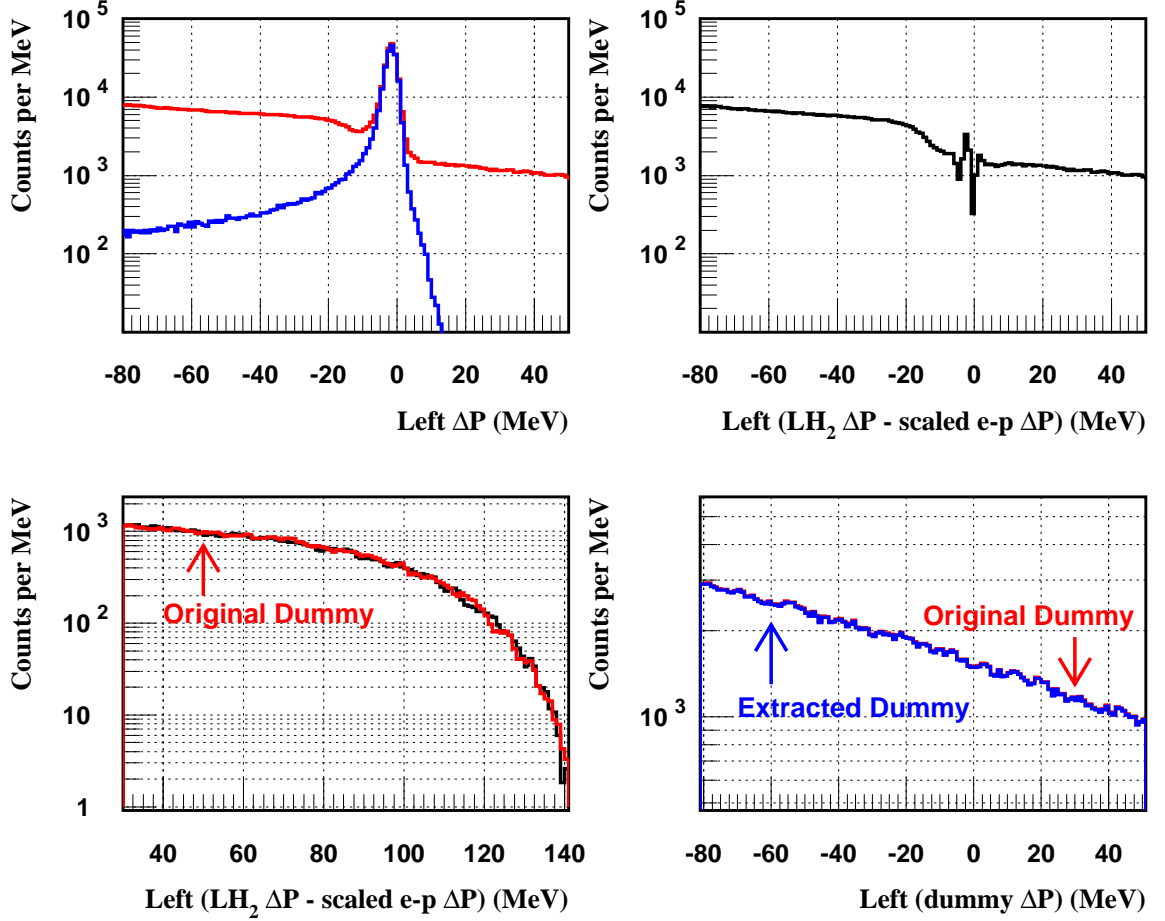 Counts per MeV
10^5
10^4
10^3
10^2
-80 -60 -40 -20 0 20 40
Left ΔP (MeV)
Counts per MeV
10^5
10^4
10^3
10^2
-80 -60 -40 -20 0 20 40
Left (LH₂ ΔP - scaled e-p ΔP) (MeV)
Counts per MeV
10^3
10^2
10
1
Original Dummy
40 60 80 100 120 140
Left (LH₂ ΔP - scaled e-p ΔP) (MeV)
Counts per MeV
10^3
Original Dummy
Extracted Dummy
-80 -60 -40 -20 0 20 40
Left (dummy ΔP) (MeV)